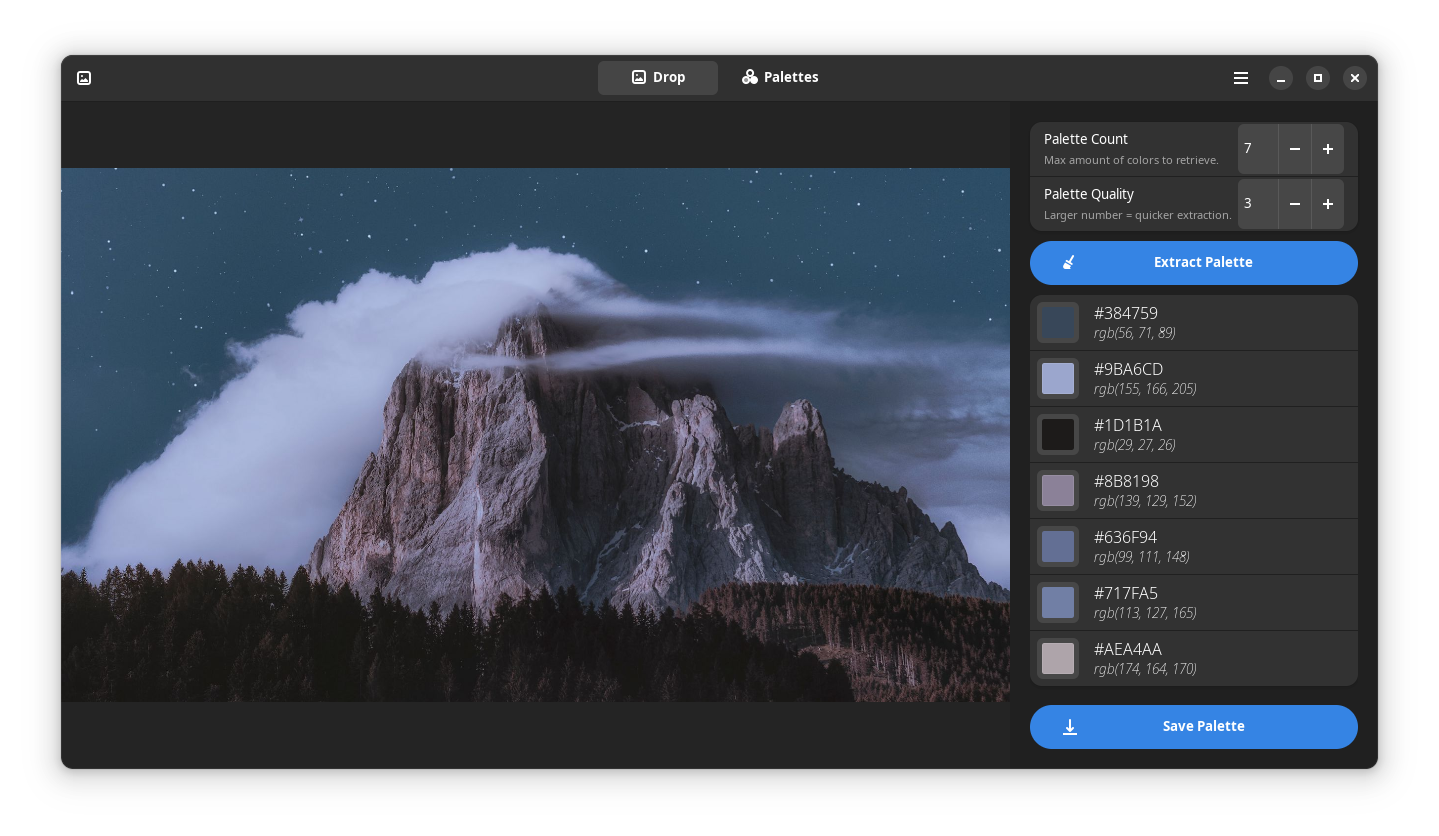 Drop
Palettes
Palette Count
Max amount of colors to retrieve.
7
Palette Quality
Larger number = quicker extraction.
3
Extract Palette
#384759
rgb(56, 71, 89)
#9BA6CD
rgb(155, 166, 205)
#1D1B1A
rgb(29, 27, 26)
#8B8198
rgb(139, 129, 152)
#636F94
rgb(99, 111, 148)
#717FA5
rgb(113, 127, 165)
#AEA4AA
rgb(174, 164, 170)
Save Palette